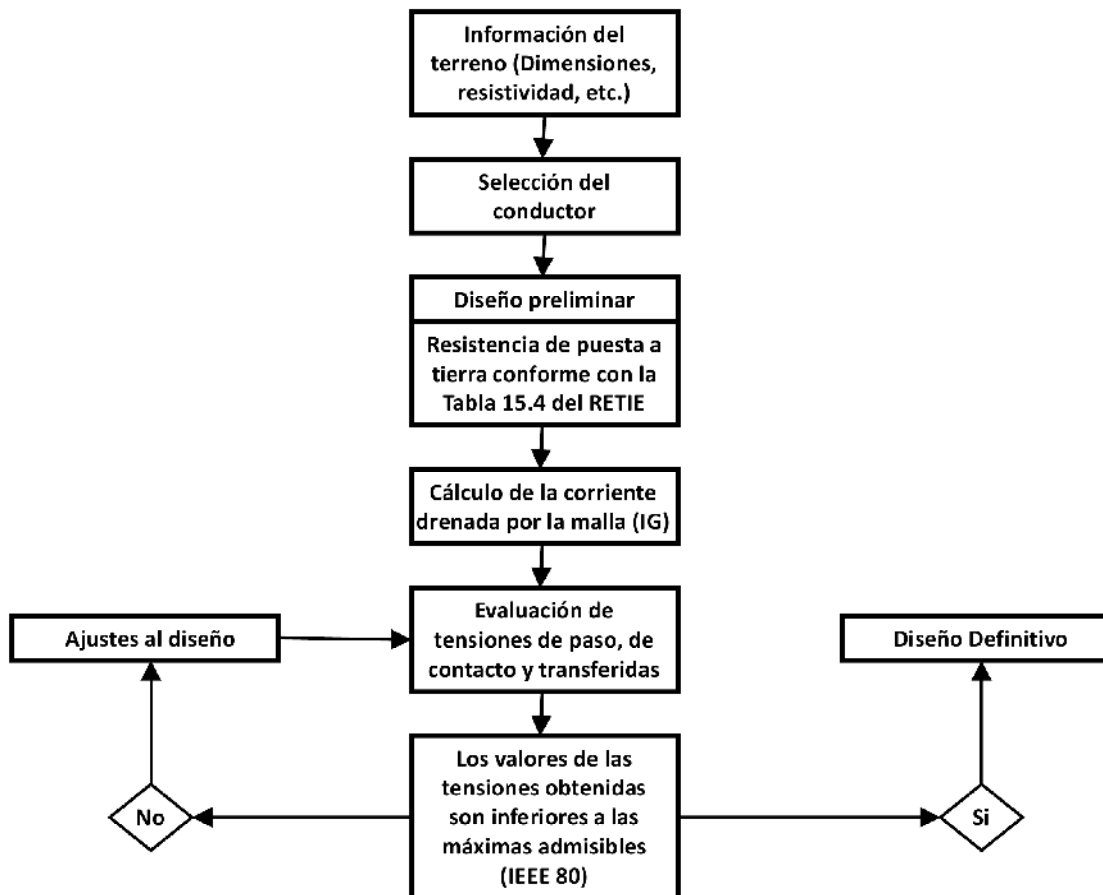 Información del
terreno (Dimensiones,
resistividad, etc.)
Selección del
conductor
Diseño preliminar
Resistencia de puesta a
tierra conforme con la
Tabla 15.4 del RETIE
Cálculo de la corriente
drenada por la malla (IG)
Evaluación de
tensiones de paso, de
contacto y transferidas
Ajustes al diseño
Diseño Definitivo
Los valores de las
tensiones obtenidas
son inferiores a las
máximas admisibles
(IEEE 80)
No
Si